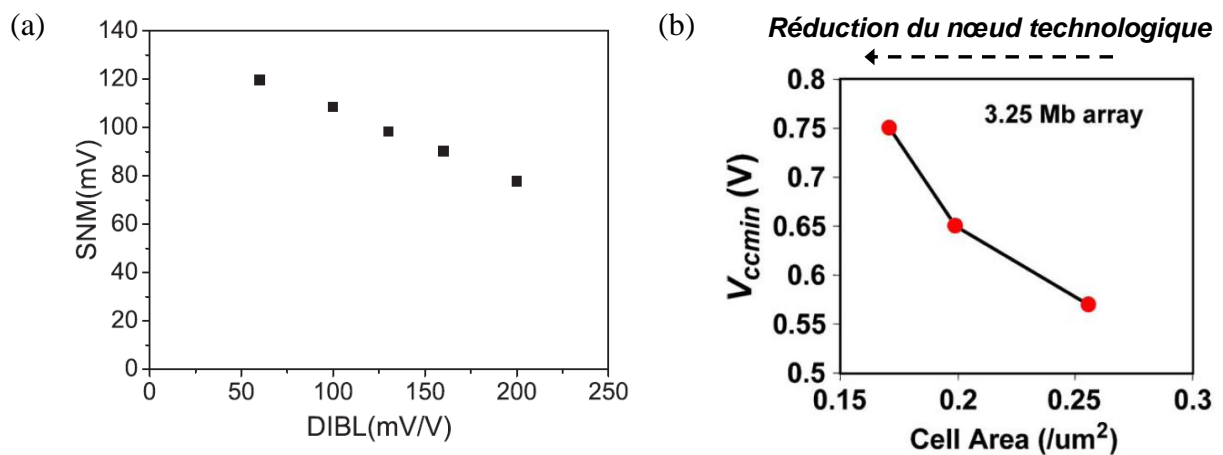 (a)
140
120
100
80
60
40
20
0
SNM(mV)
0 50 100 150 200 250
DIBL(mV/V)
(b)
Réduction du nœud technologique
0.8
0.75
0.7
0.65
0.6
0.55
0.5
V_ccmin (V)
3.25 Mb array
0.15 0.2 0.25 0.3
Cell Area (/um²)